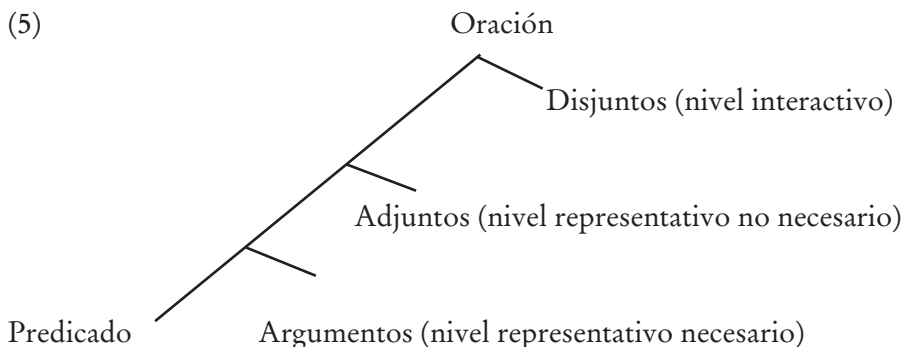 (5) Oración
Disjuntos (nivel interactivo)
Adjuntos (nivel representativo no necesario)
Predicado Argumentos (nivel representativo necesario)